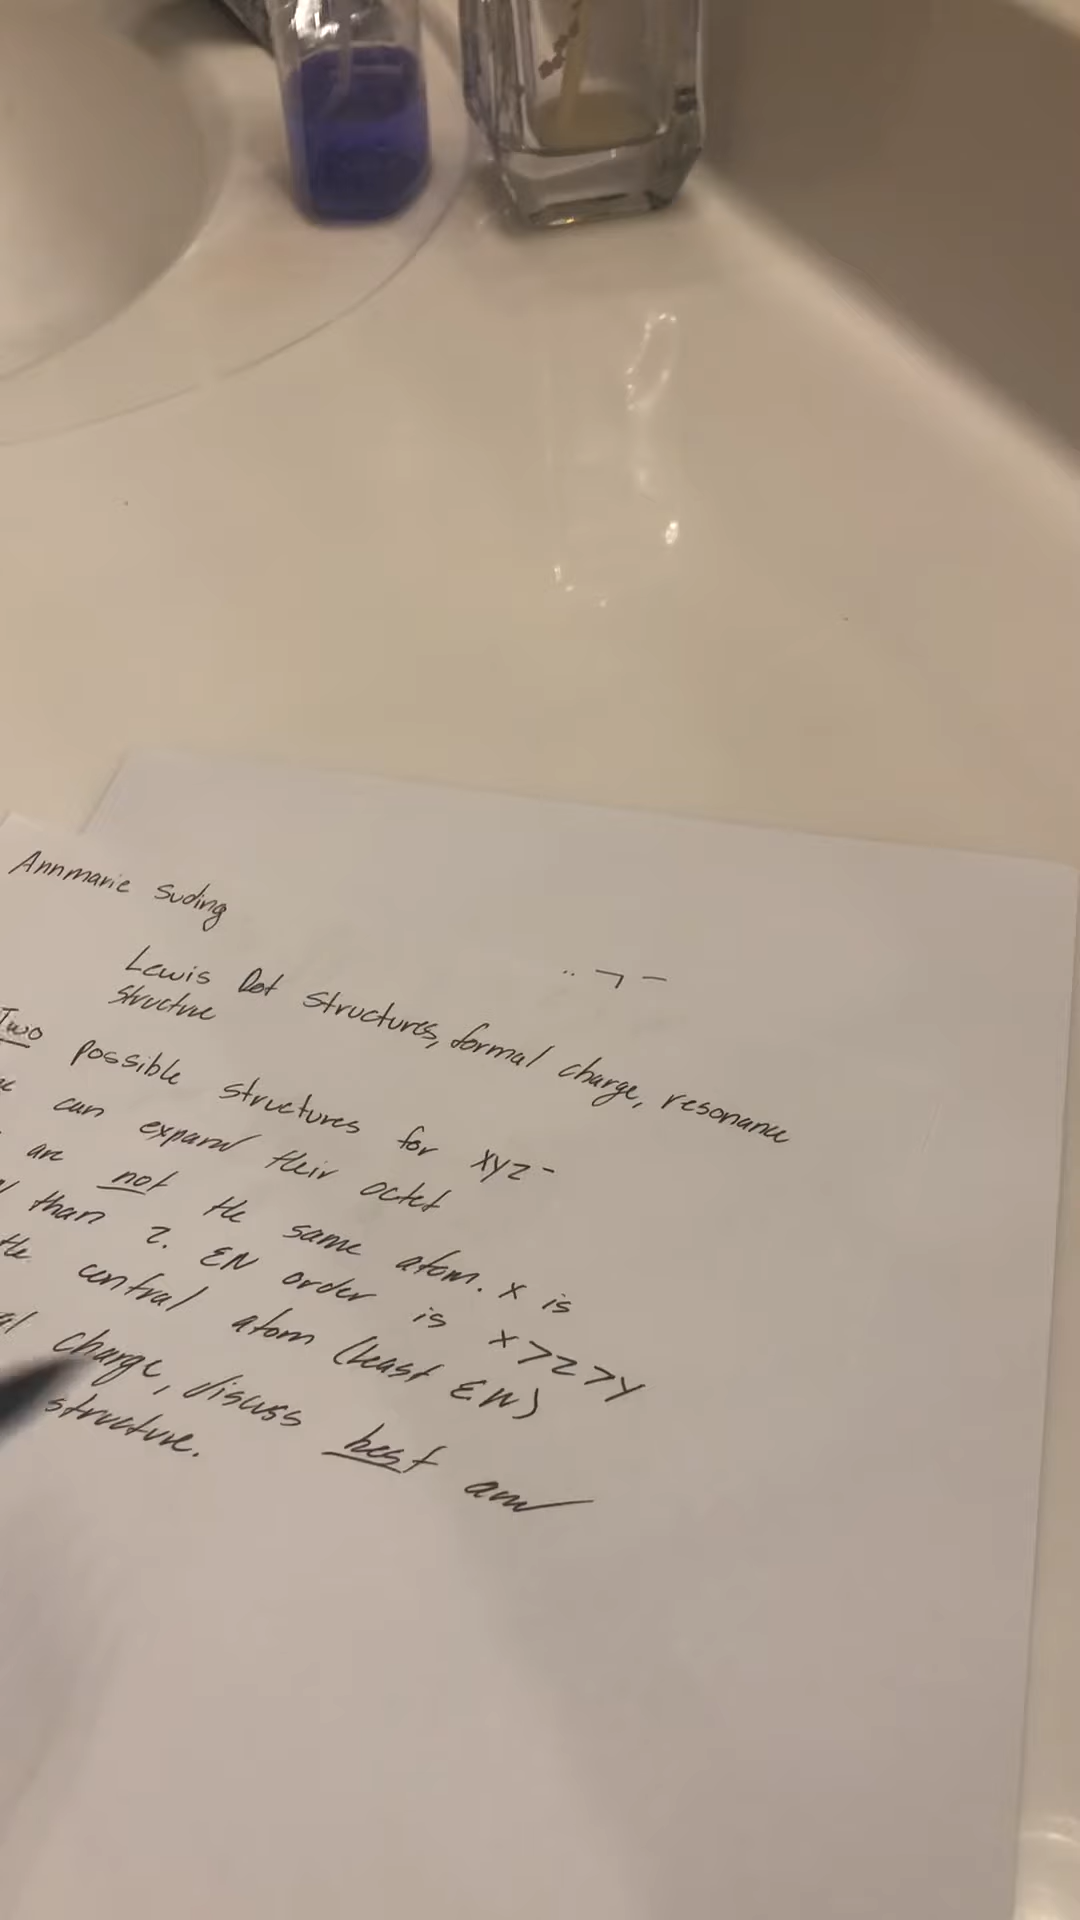 Annmarie Suding
Lewis Dot Structures, formal charge, resonance
structure
Two possible structures for XYZ-
can expand their octet
are not the same atom. X is
than Z. EN order is X>Z>Y
the central atom (least EN)
charge, discuss best and
structure.